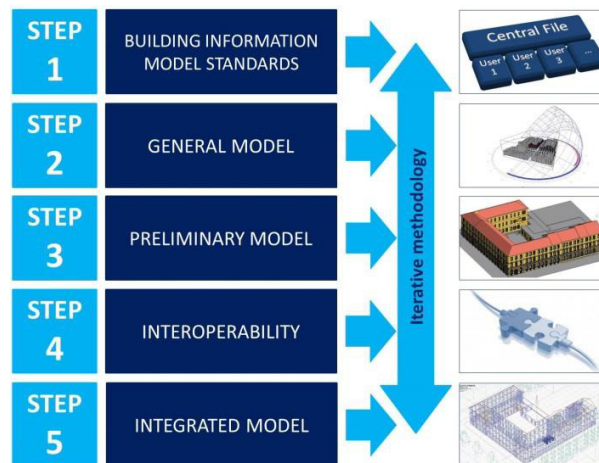 STEP
1
BUILDING INFORMATION
MODEL STANDARDS
Central File
User
1
User
2
User
3
...
STEP
2
GENERAL MODEL
STEP
3
PRELIMINARY MODEL
Iterative methodology
STEP
4
INTEROPERABILITY
STEP
5
INTEGRATED MODEL